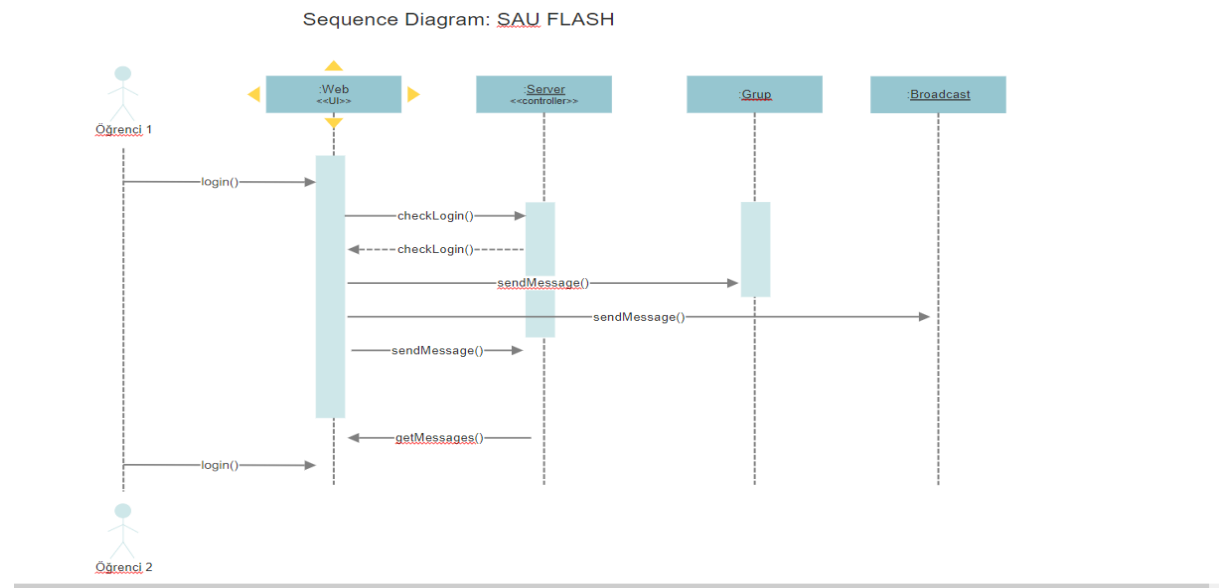 Sequence Diagram: SAU FLASH
:Web
<<UI>>
:Server
<<controller>>
:Grup
:Broadcast
Öğrenci 1
login()
checkLogin()
checkLogin()
sendMessage()
sendMessage()
sendMessage()
getMessages()
login()
Öğrenci 2